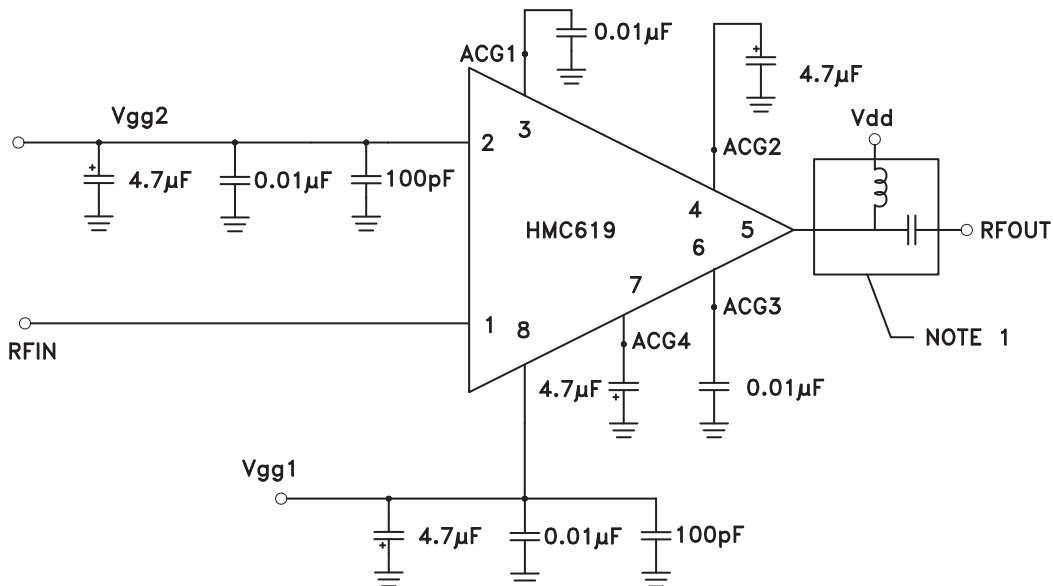 ACG1
0.01µF
4.7µF
Vgg2
3
2
ACG2
Vdd
4.7µF
0.01µF
100pF
4
5
HMC619
6
RFOUT
7
ACG3
1
8
RFIN
ACG4
NOTE 1
4.7µF
0.01µF
Vgg1
4.7µF
0.01µF
100pF